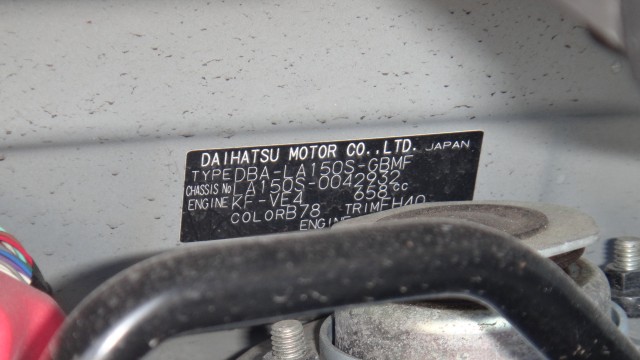 DAIHATSU MOTOR CO.,LTD. JAPAN
TYPE DBA-LA150S-GBMF
CHASSIS No LA150S-0042932
ENGINE KF-VE4 658cc
COLOR B78 TRIM FH40
ENGINE